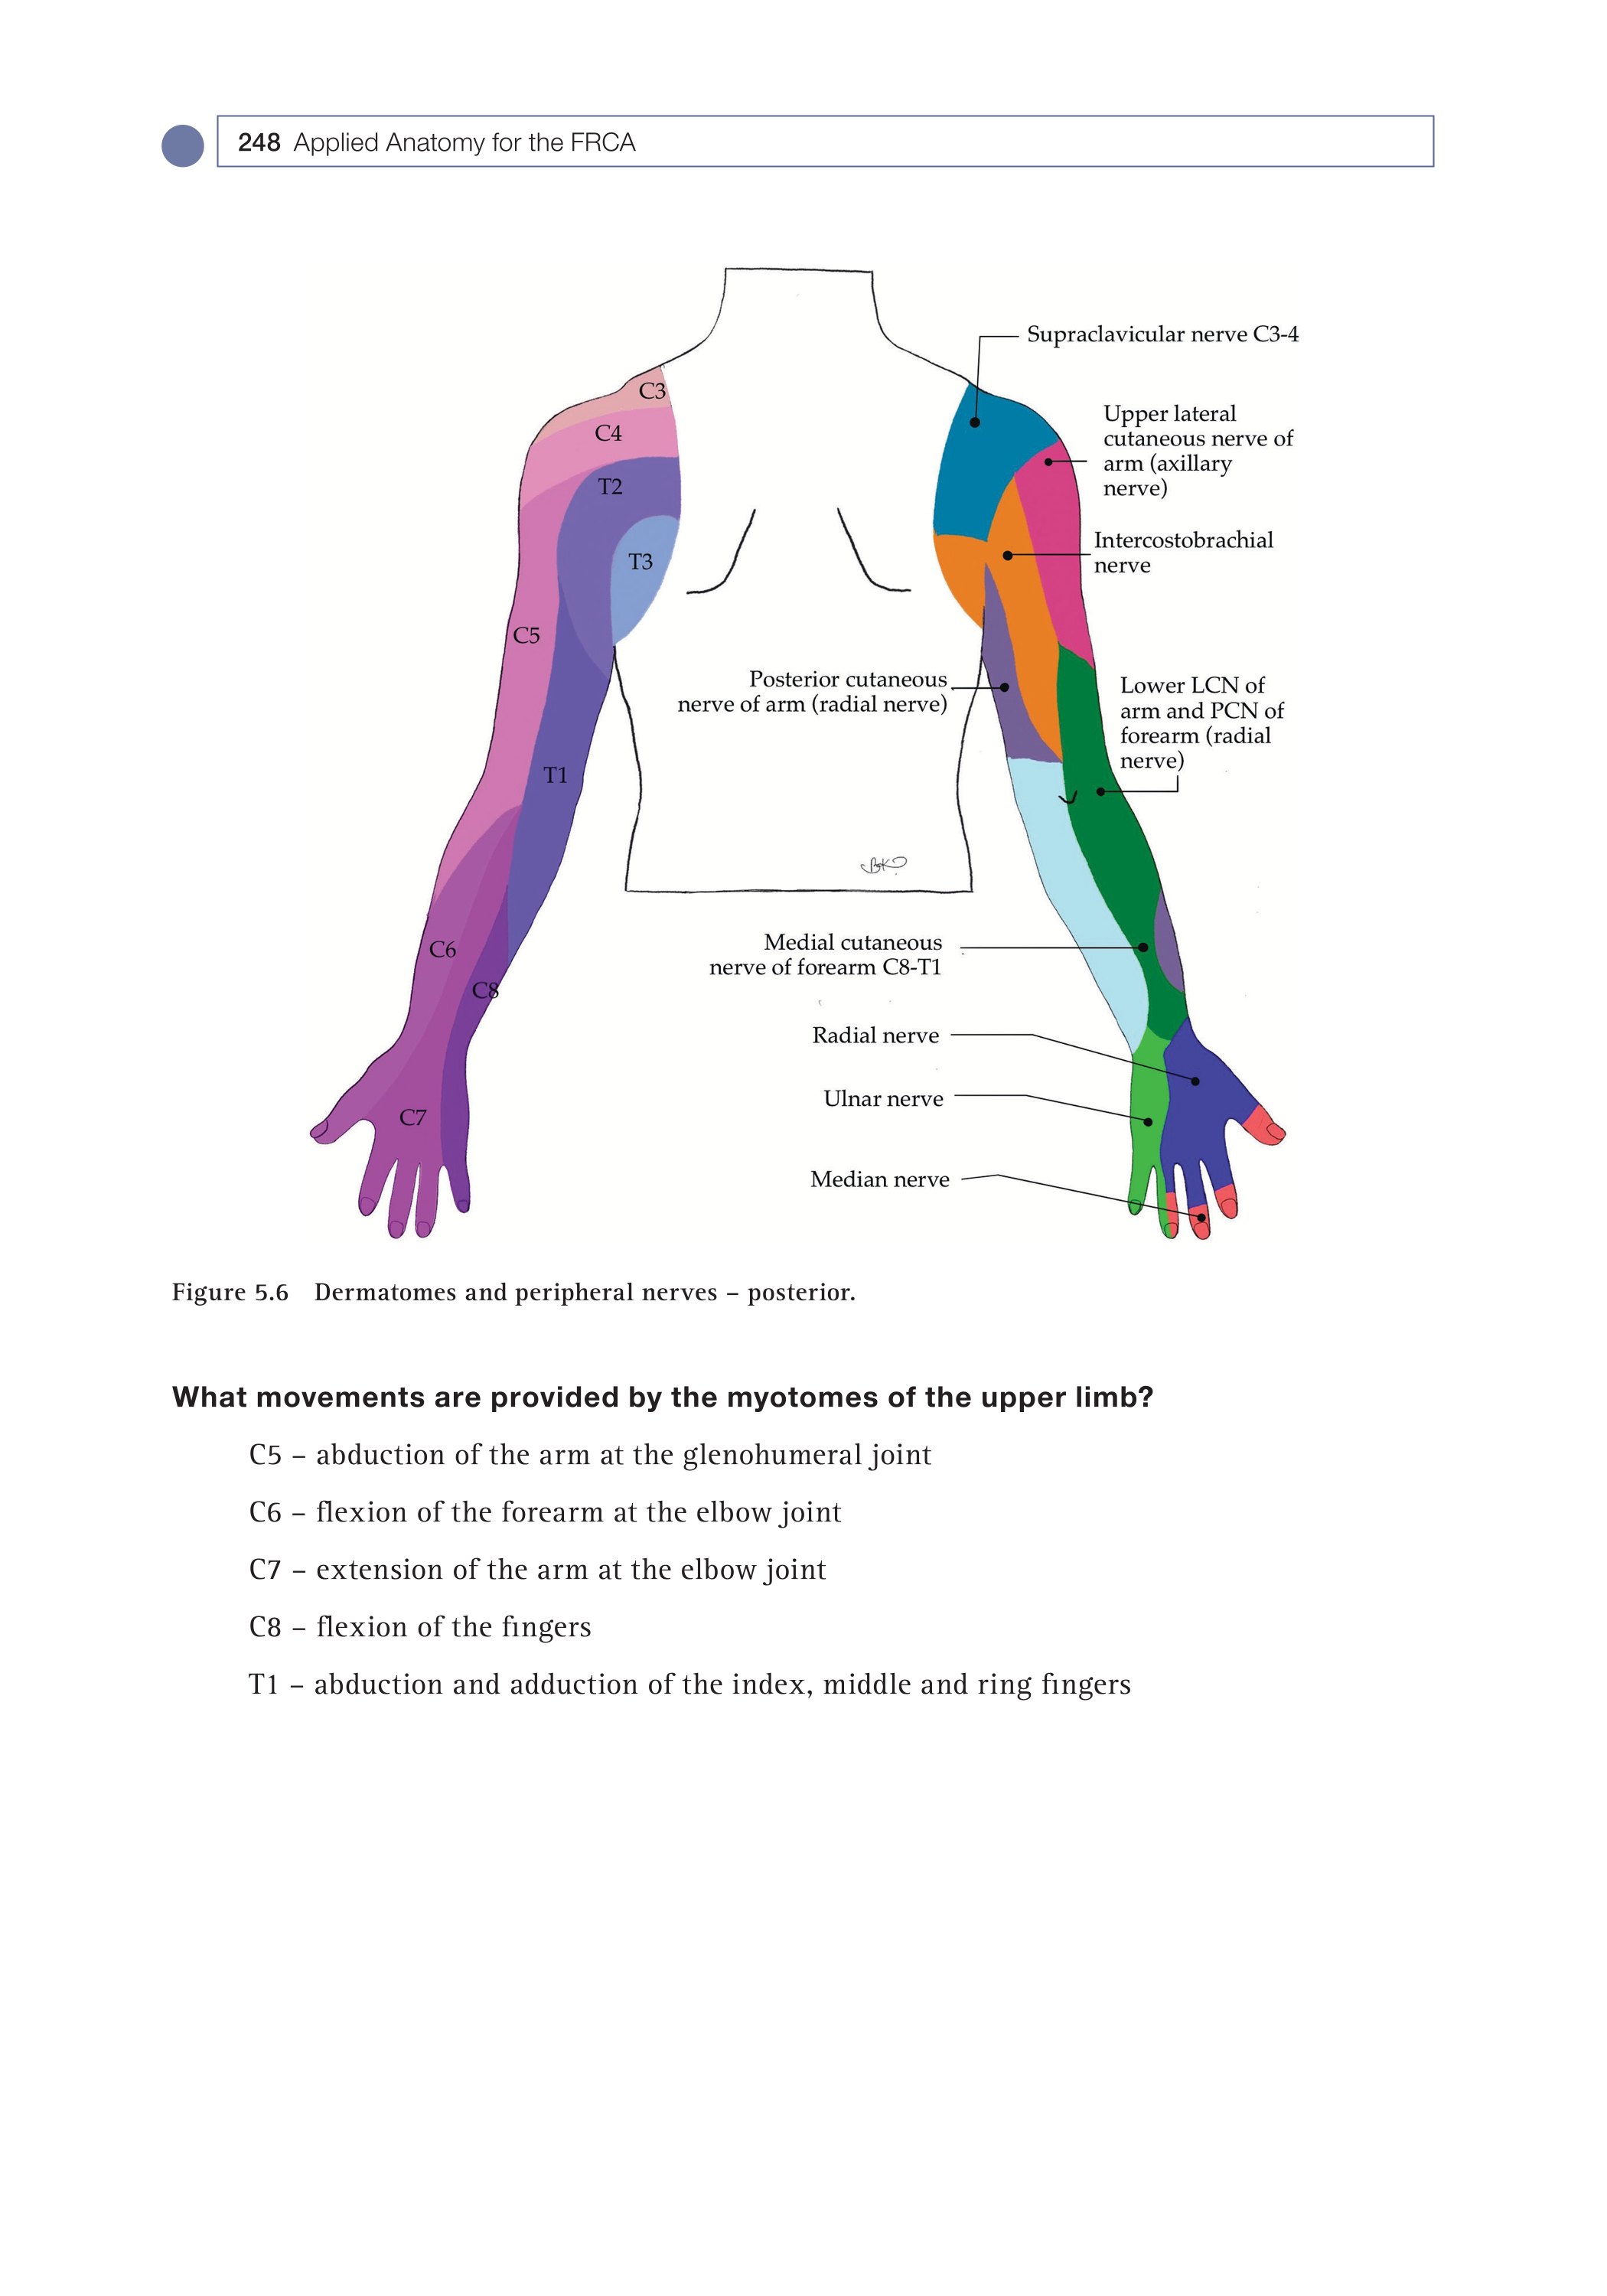 248 Applied Anatomy for the FRCA
Supraclavicular nerve C3-4
C3
Upper lateral
cutaneous nerve of
arm (axillary
nerve)
C4
T2
Intercostobrachial
nerve
T3
C5
Posterior cutaneous
nerve of arm (radial nerve)
Lower LCN of
arm and PCN of
forearm (radial
nerve)
T1
Medial cutaneous
nerve of forearm C8-T1
C6
C8
Radial nerve
Ulnar nerve
C7
Median nerve
Figure 5.6 Dermatomes and peripheral nerves – posterior.
What movements are provided by the myotomes of the upper limb?
C5 – abduction of the arm at the glenohumeral joint
C6 – flexion of the forearm at the elbow joint
C7 – extension of the arm at the elbow joint
C8 – flexion of the fingers
T1 – abduction and adduction of the index, middle and ring fingers